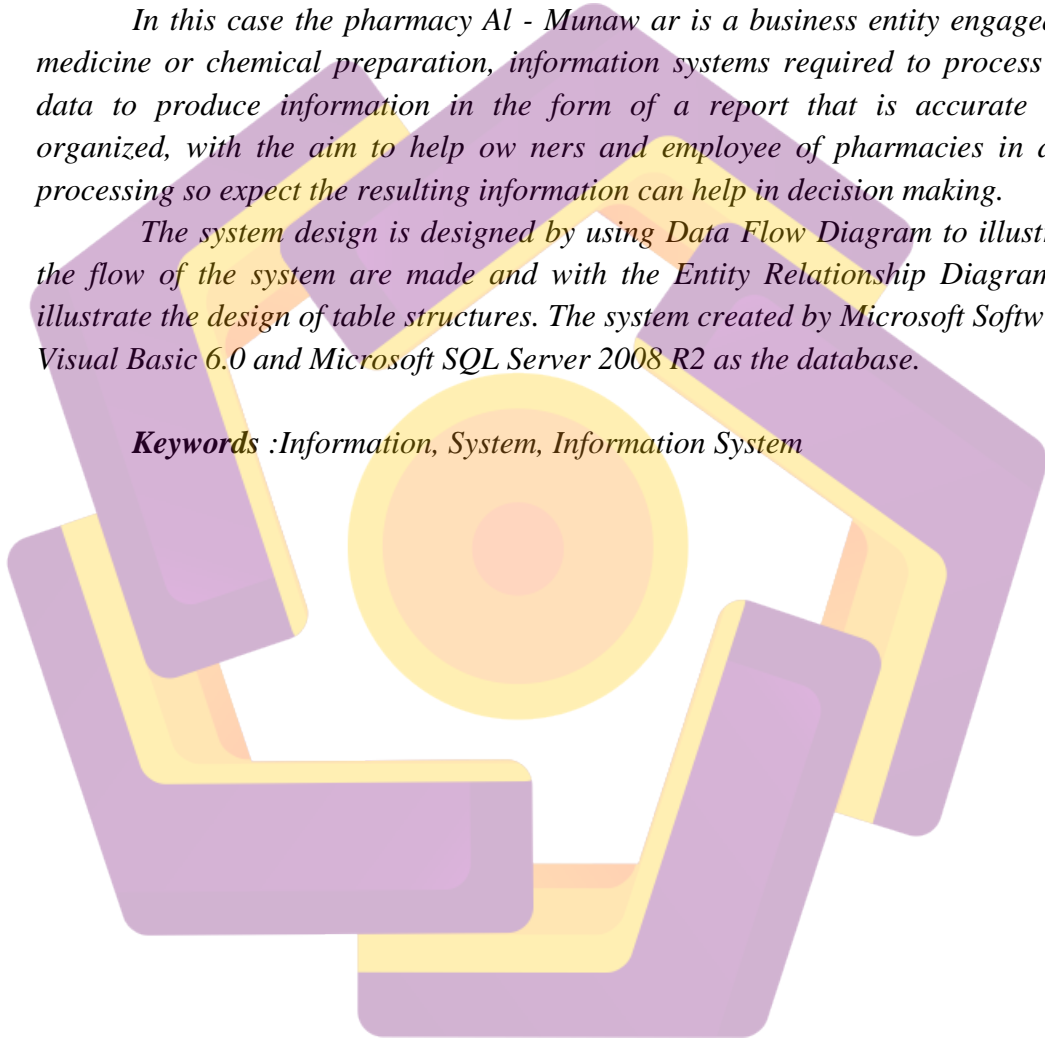 In this case the pharmacy Al - Munaw ar is a business entity engaged
medicine or chemical preparation, information systems required to process
data to produce information in the form of a report that is accurate
organized, with the aim to help ow ners and employee of pharmacies in
processing so expect the resulting information can help in decision making.
The system design is designed by using Data Flow Diagram to
the flow of the system are made and with the Entity Relationship Diagram
illustrate the design of table structures. The system created by Microsoft
Visual Basic 6.0 and Microsoft SQL Server 2008 R2 as the database.
Keywords :Information, System, Information System